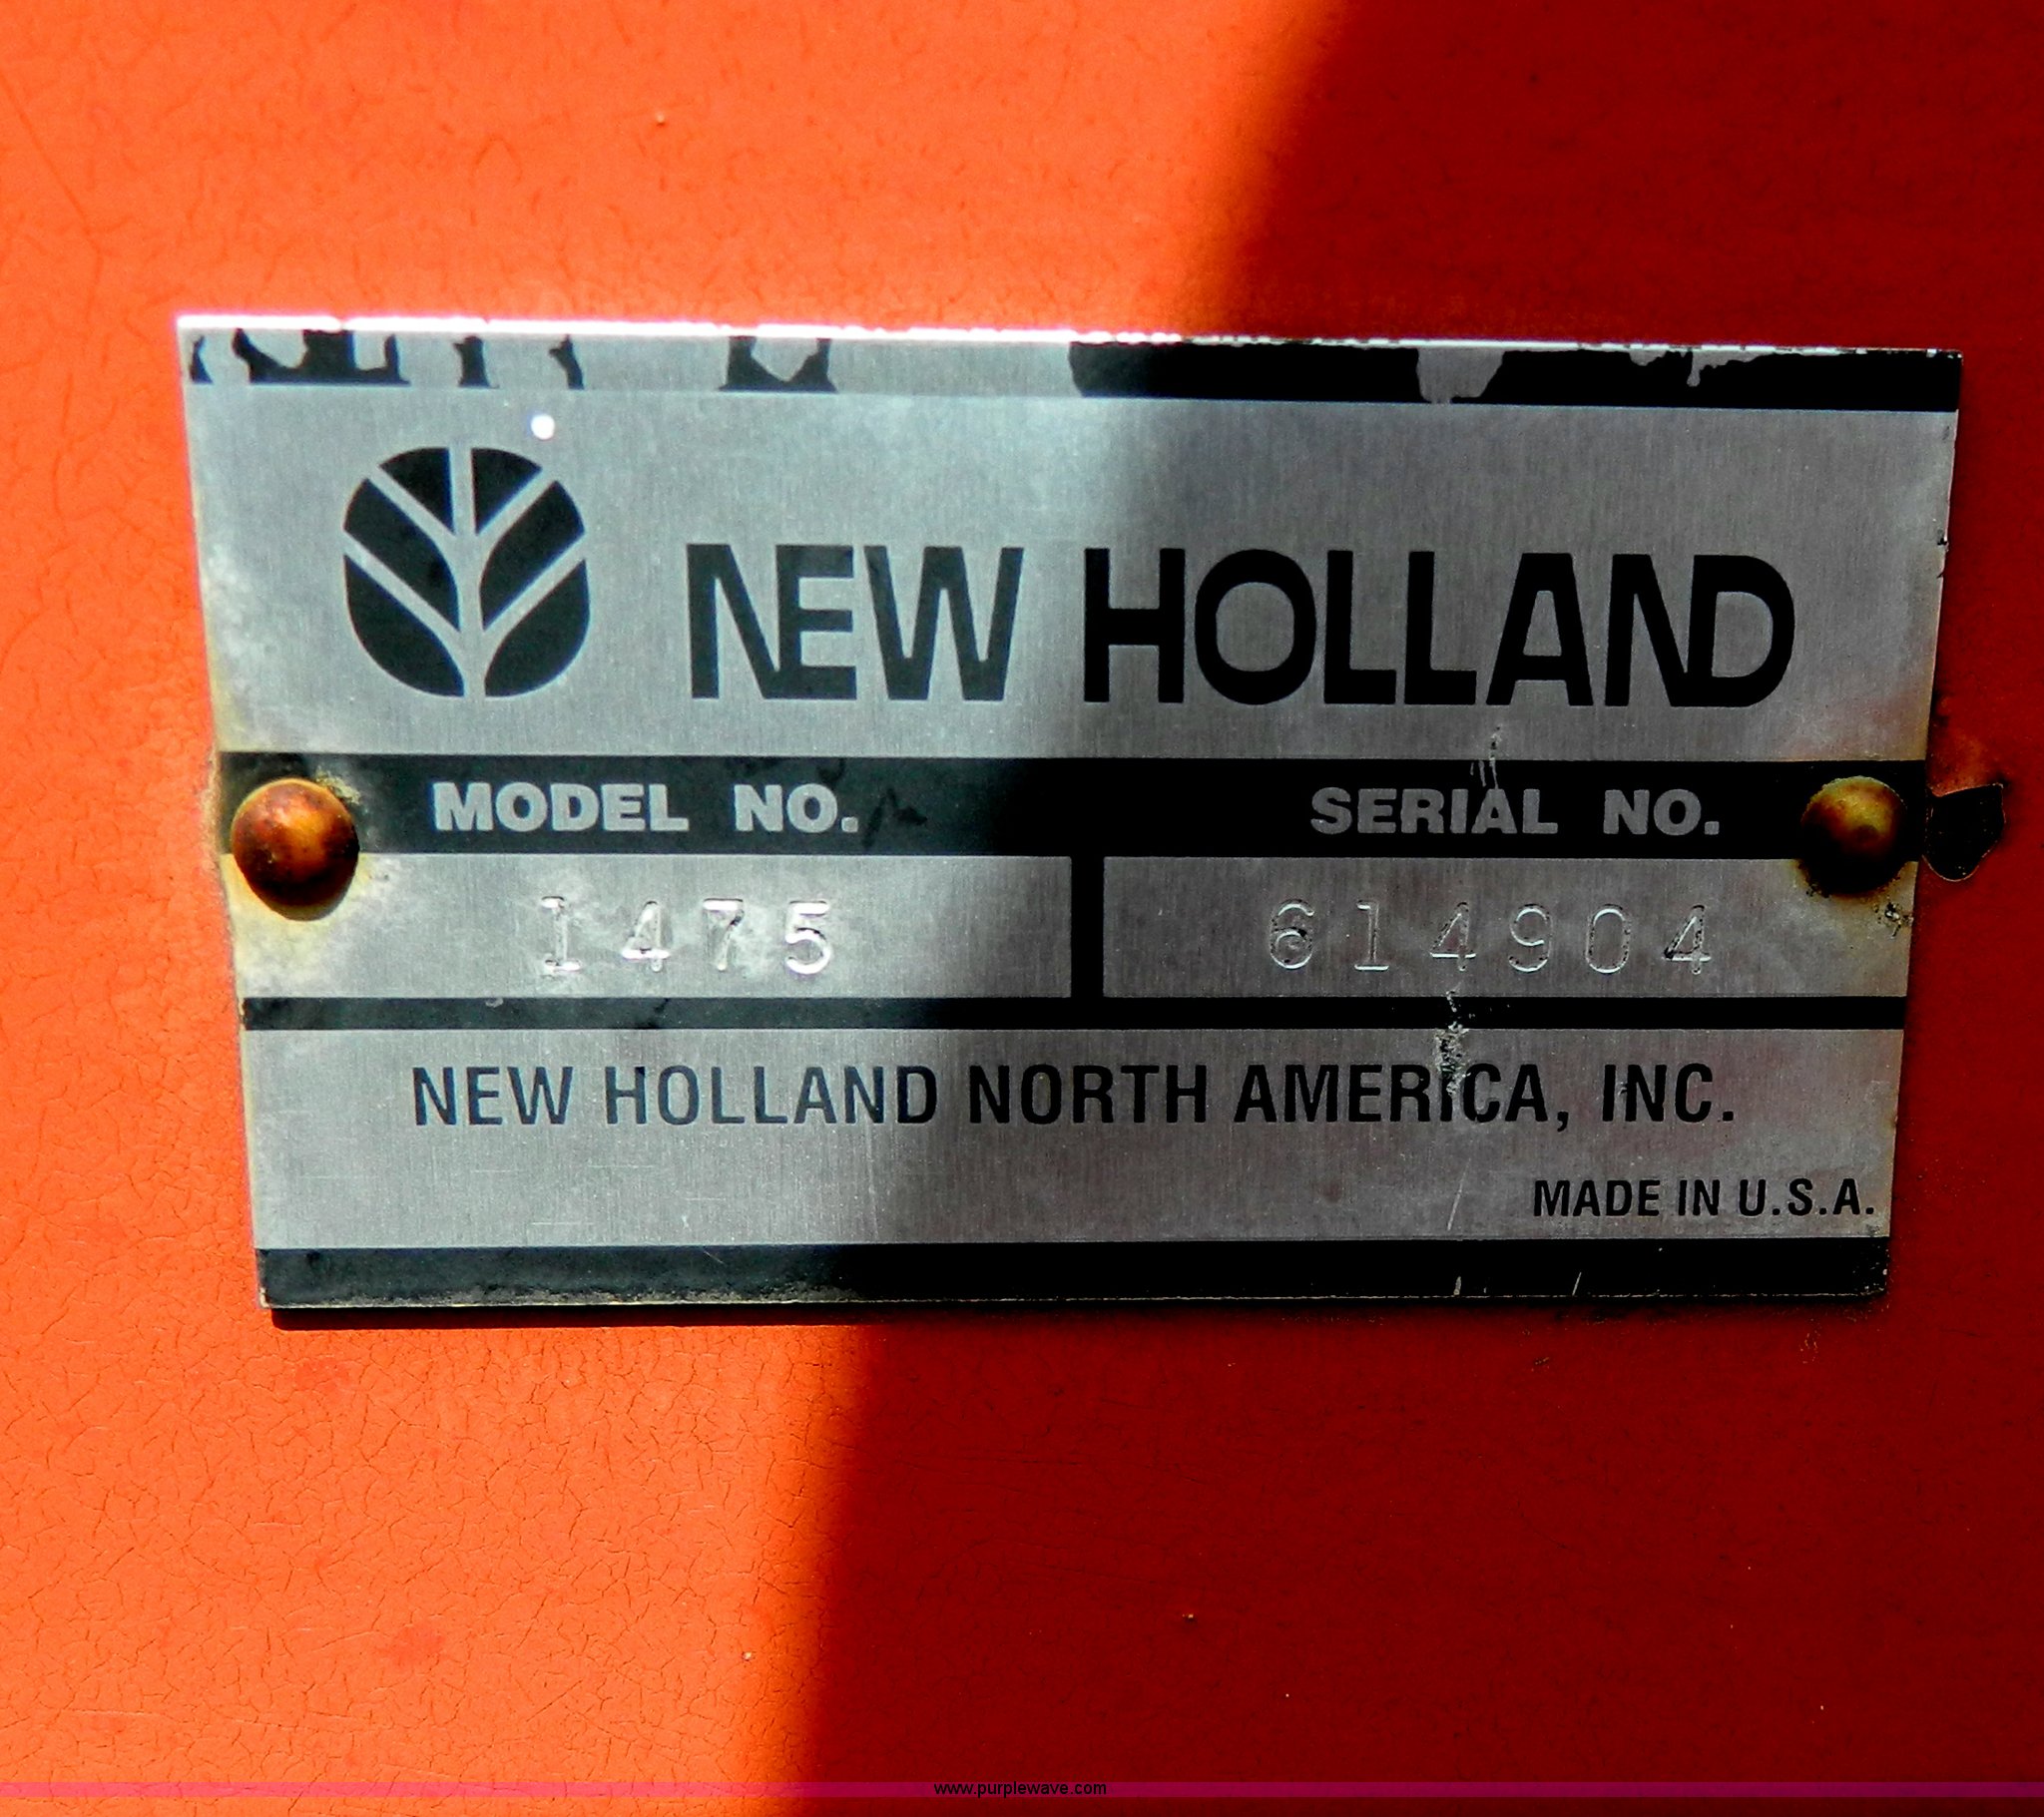 NEW HOLLAND
MODEL NO. SERIAL NO.
1475 614904
NEW HOLLAND NORTH AMERICA, INC.
MADE IN U.S.A.
www.purplewave.com